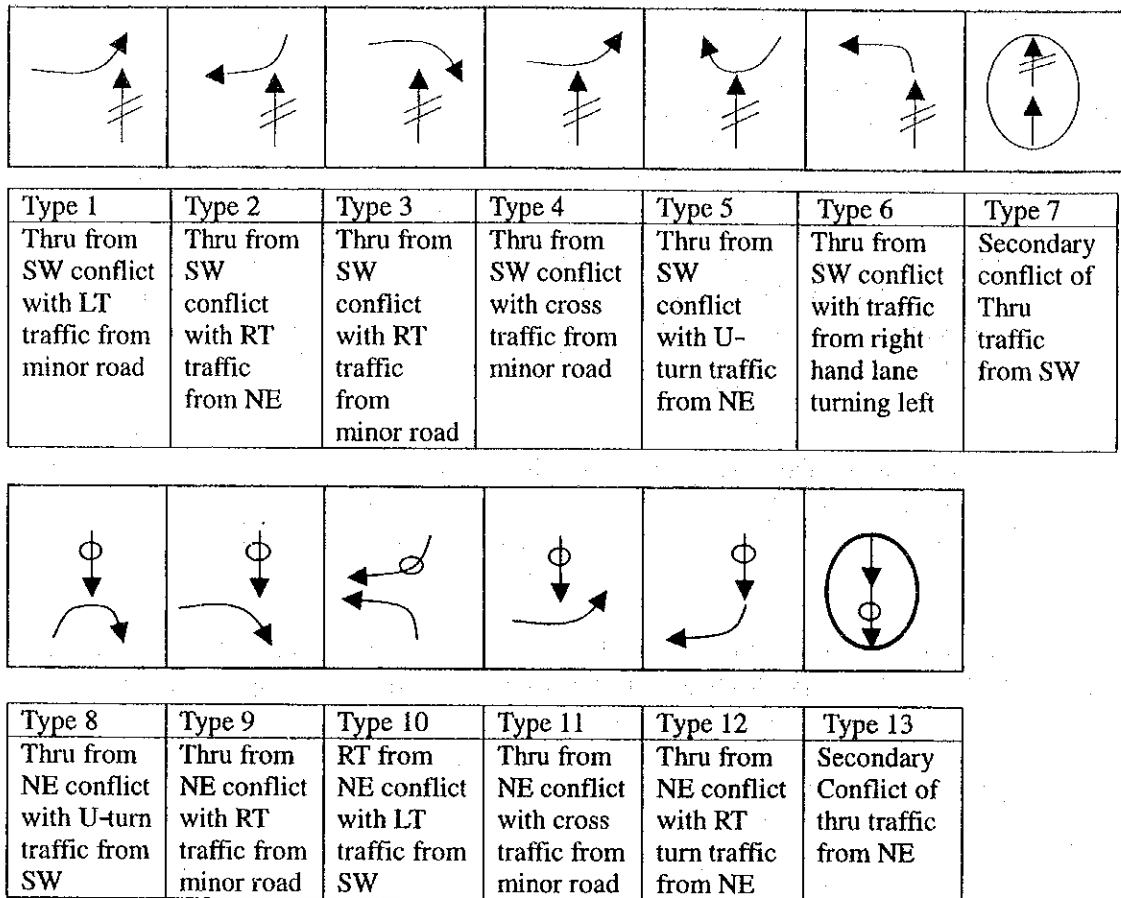 Type 1
Thru from
SW conflict
with LT
traffic from
minor road
Type 2
Thru from
SW
conflict
with RT
traffic
from NE
Type 3
Thru from
SW
conflict
with RT
traffic
from
minor road
Type 4
Thru from
SW conflict
with cross
traffic from
minor road
Type 5
Thru from
SW
conflict
with U-
turn traffic
from NE
Type 6
Thru from
SW conflict
with traffic
from right
hand lane
turning left
Type 7
Secondary
conflict of
Thru
traffic
from SW
Type 8
Thru from
NE conflict
with U-turn
traffic from
SW
Type 9
Thru from
NE conflict
with RT
traffic from
minor road
Type 10
RT from
NE conflict
with LT
traffic from
SW
Type 11
Thru from
NE conflict
with cross
traffic from
minor road
Type 12
Thru from
NE conflict
with RT
turn traffic
from NE
Type 13
Secondary
Conflict of
thru traffic
from NE